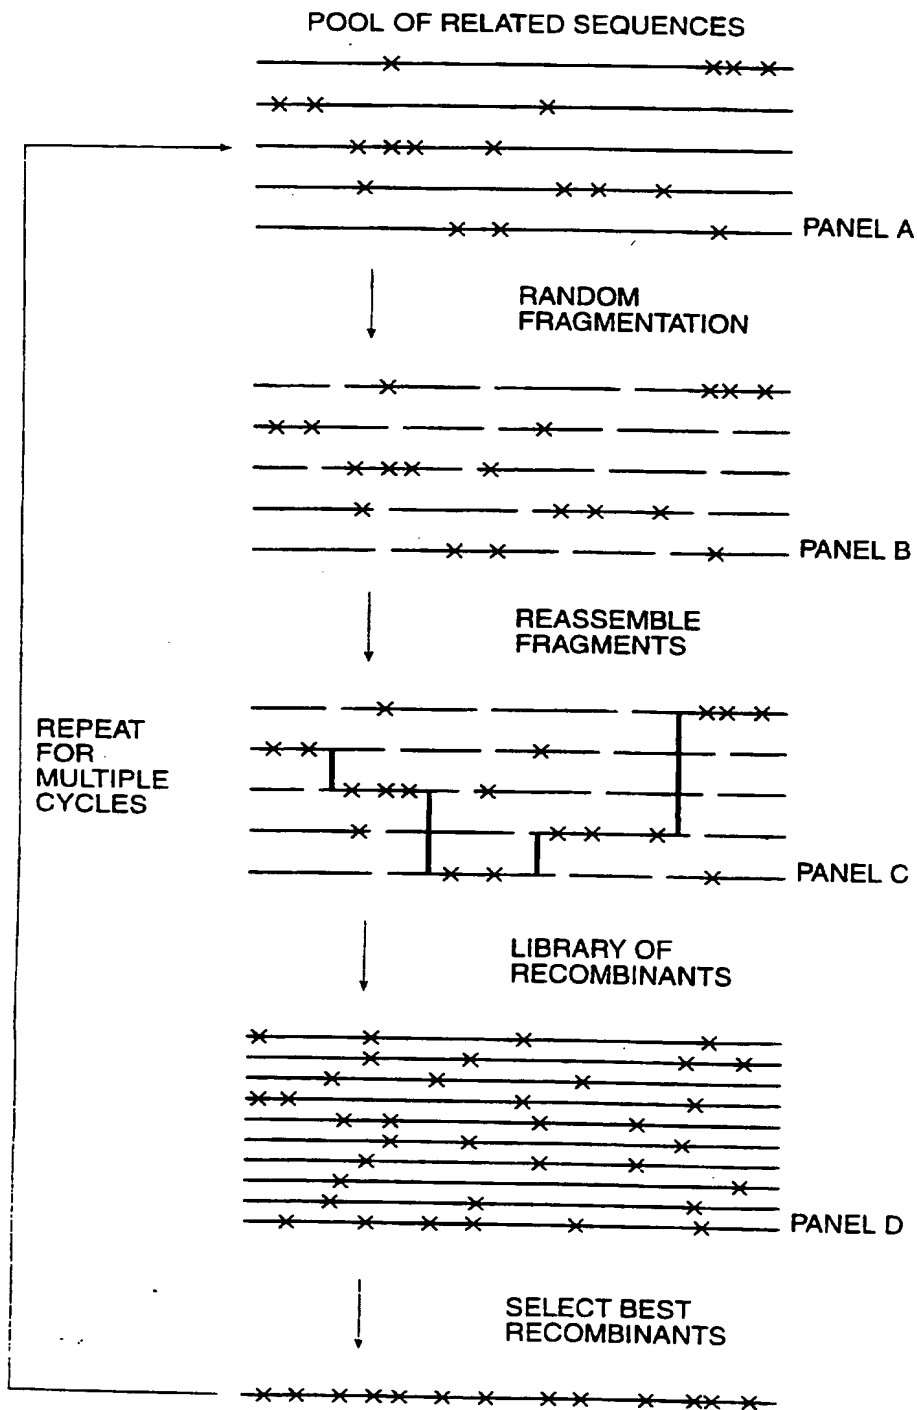 POOL OF RELATED SEQUENCES
PANEL A
RANDOM
FRAGMENTATION
PANEL B
REASSEMBLE
FRAGMENTS
REPEAT
FOR
MULTIPLE
CYCLES
PANEL C
LIBRARY OF
RECOMBINANTS
PANEL D
SELECT BEST
RECOMBINANTS